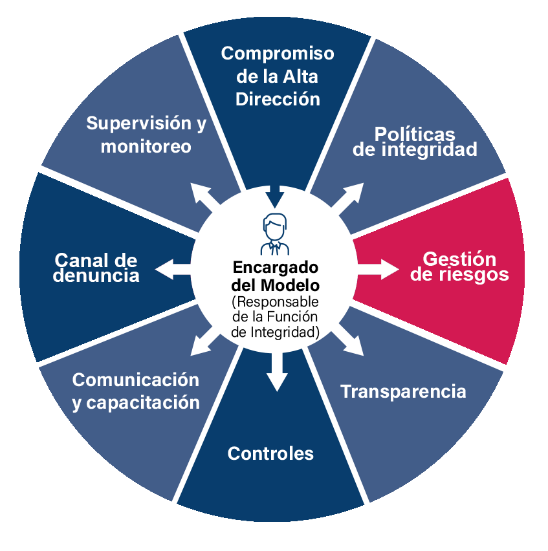 Compromiso
de la Alta
Dirección
Políticas
de integridad
Gestión
de riesgos
Transparencia
Controles
Comunicación
y capacitación
Canal de
denuncia
Supervisión y
monitoreo
Encargado
del Modelo
(Responsable
de la Función
de Integridad)